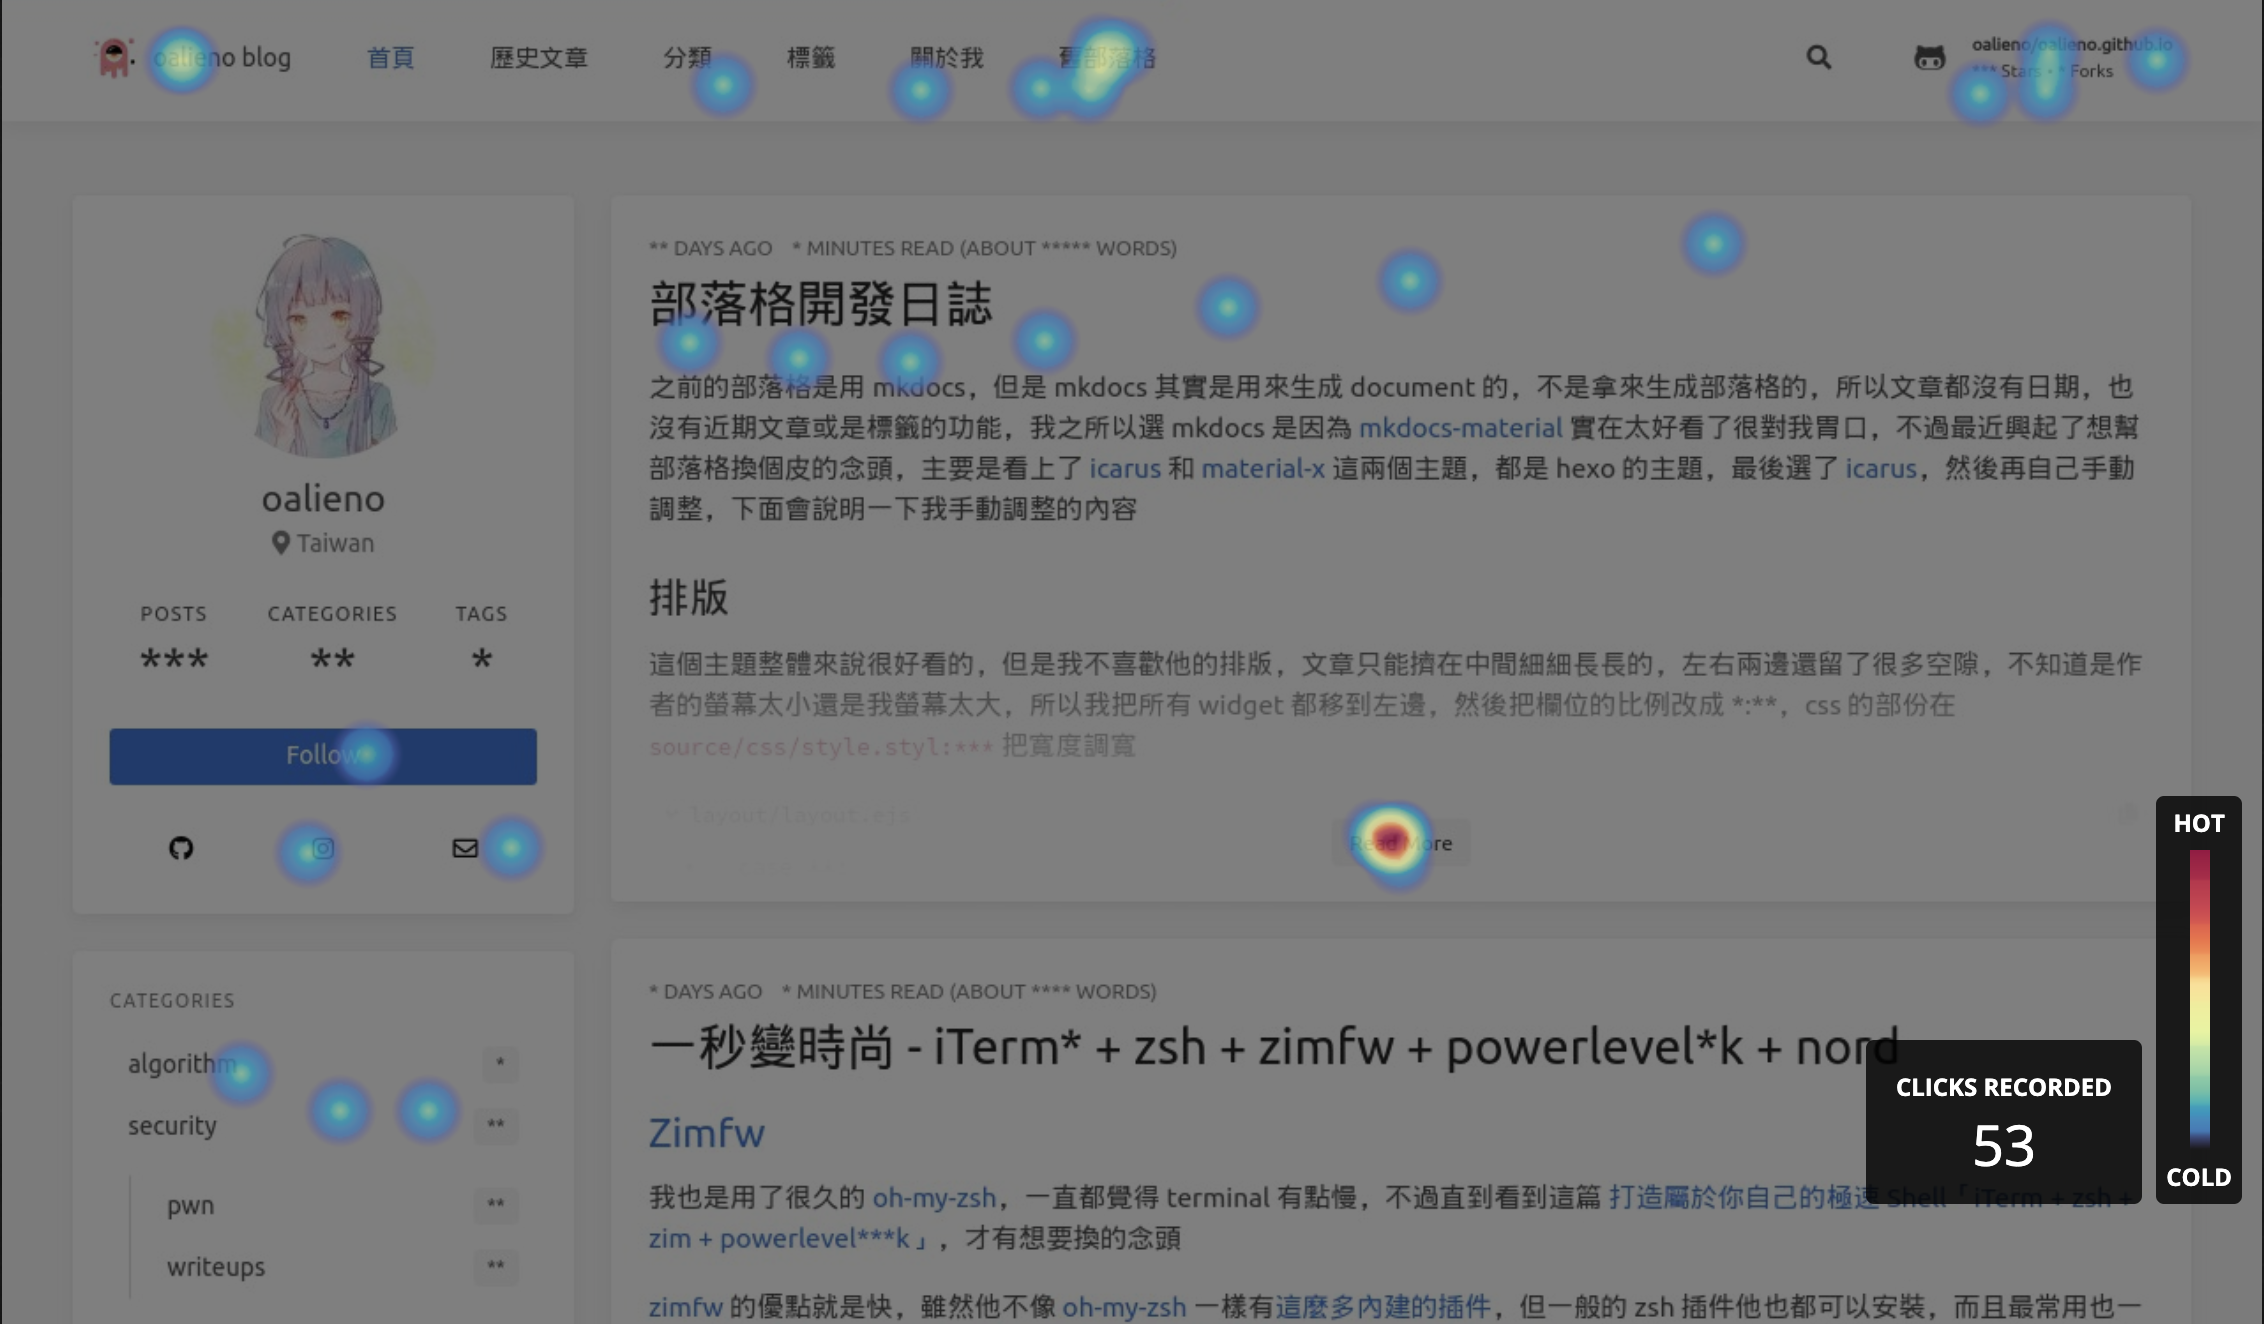 oalieno blog
首頁
歷史文章
分類
標籤
關於我
舊部落格
oalieno/oalieno.github.io
*** Stars • * Forks
oalieno
Taiwan
POSTS
CATEGORIES
TAGS
***
**
*
Follow
CATEGORIES
algorithm
*
security
**
pwn
**
writeups
**
** DAYS AGO * MINUTES READ (ABOUT ***** WORDS)
部落格開發日誌
之前的部落格是用 mkdocs，但是 mkdocs 其實是用來生成 document 的，不是拿來生成部落格的，所以文章都沒有日期，也
沒有近期文章或是標籤的功能，我之所以選 mkdocs 是因為 mkdocs-material 實在太好看了很對我胃口，不過最近興起了想幫
部落格換個皮的念頭，主要是看上了 icarus 和 material-x 這兩個主題，都是 hexo 的主題，最後選了 icarus，然後再自己手動
調整，下面會說明一下我手動調整的內容
排版
這個主題整體來說很好看的，但是我不喜歡他的排版，文章只能擠在中間細細長長的，左右兩邊還留了很多空隙，不知道是作
者的螢幕太小還是我螢幕太大，所以我把所有 widget 都移到左邊，然後把欄位的比例改成 *:**，css 的部份在
source/css/style.styl:*** 把寬度調寬
layout/layout.ejs
Read More
* DAYS AGO * MINUTES READ (ABOUT **** WORDS)
一秒變時尚 - iTerm* + zsh + zimfw + powerlevel*k + nord
Zimfw
我也是用了很久的 oh-my-zsh，一直都覺得 terminal 有點慢，不過直到看到這篇 打造屬於你自己的極速 Shell「 iTerm + zsh +
zim + powerlevel***k 」，才有想要換的念頭
zimfw 的優點就是快，雖然他不像 oh-my-zsh 一樣有這麼多內建的插件，但一般的 zsh 插件他也都可以安裝，而且最常用也一
HOT
COLD
CLICKS RECORDED
53